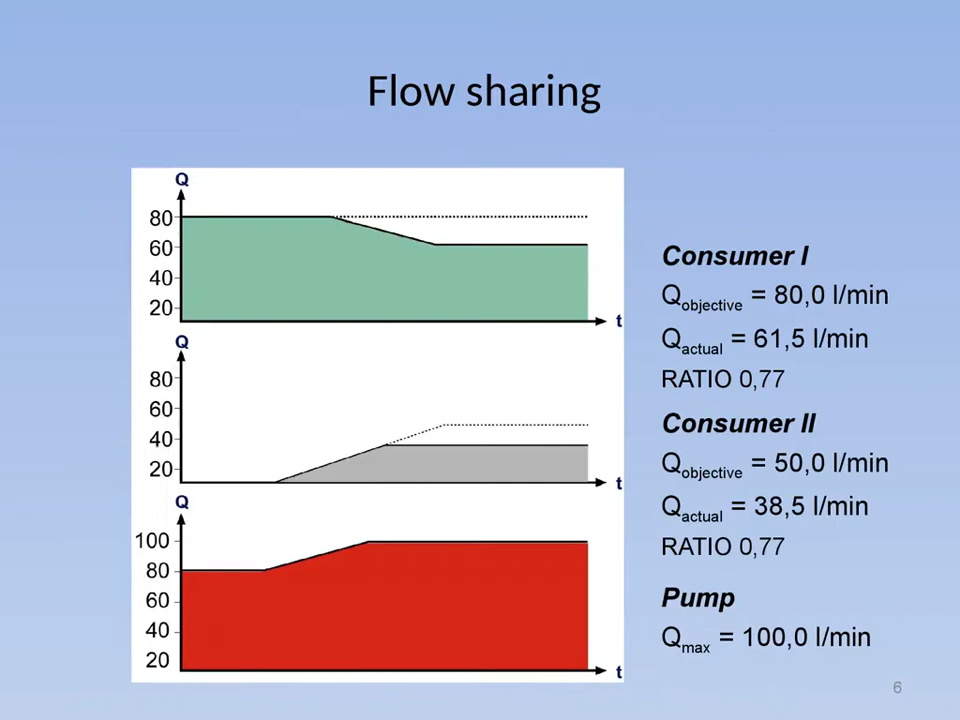 Flow sharing
Q
80
60
40
20
t
Q
80
60
40
20
t
Q
100
80
60
40
20
t
Consumer I
Qobjective = 80,0 l/min
Qactual = 61,5 l/min
RATIO 0,77
Consumer II
Qobjective = 50,0 l/min
Qactual = 38,5 l/min
RATIO 0,77
Pump
Qmax = 100,0 l/min
6